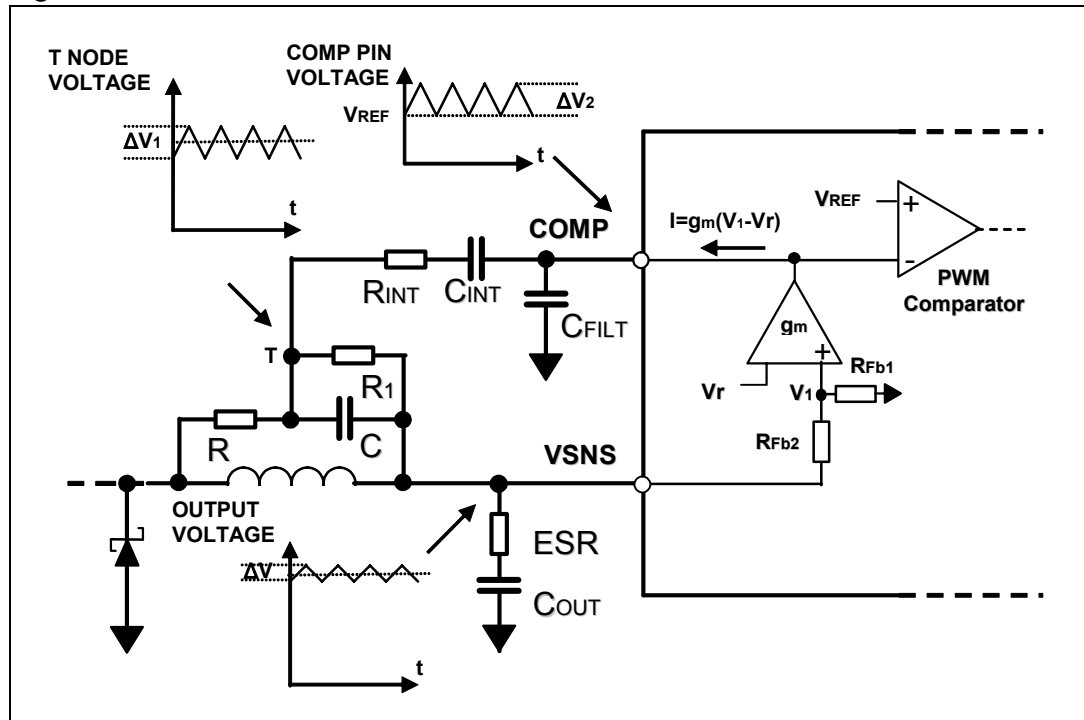 T NODE
VOLTAGE
ΔV1
t
COMP PIN
VOLTAGE
VREF
ΔV2
t
COMP
I=gm(V1-Vr)
VREF
+
-
PWM
Comparator
RINT
CINT
CFILT
gm
+
T
R1
Vr
V1
RFb1
R
C
RFb2
VSNS
OUTPUT
VOLTAGE
ΔV
t
ESR
COUT